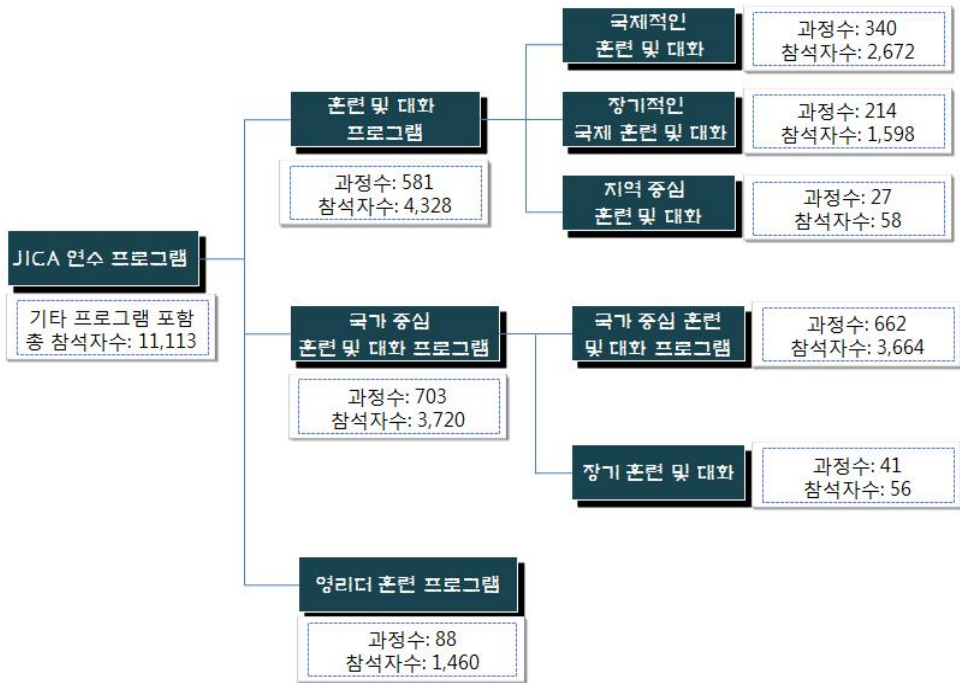 국제적인
훈련 및 대화
과정수: 340
참석자수: 2,672
훈련 및 대화
프로그램
과정수: 581
참석자수: 4,328
장기적인
국제 훈련 및 대화
과정수: 214
참석자수: 1,598
지역 중심
훈련 및 대화
과정수: 27
참석자수: 58
JICA 연수 프로그램
기타 프로그램 포함
총 참석자수: 11,113
국가 중심
훈련 및 대화 프로그램
과정수: 703
참석자수: 3,720
국가 중심 훈련
및 대화 프로그램
과정수: 662
참석자수: 3,664
장기 훈련 및 대화
과정수: 41
참석자수: 56
영리더 훈련 프로그램
과정수: 88
참석자수: 1,460